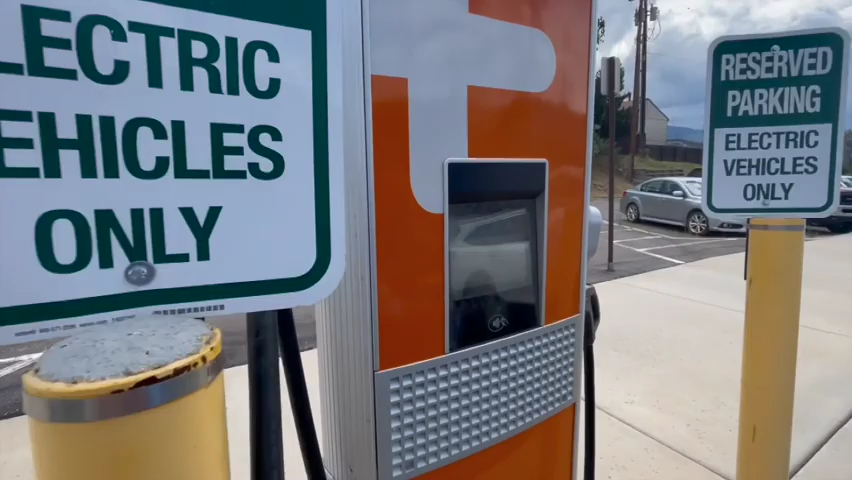 LECTRIC
EHICLES
ONLY
RESERVED
PARKING
ELECTRIC
VEHICLES
ONLY